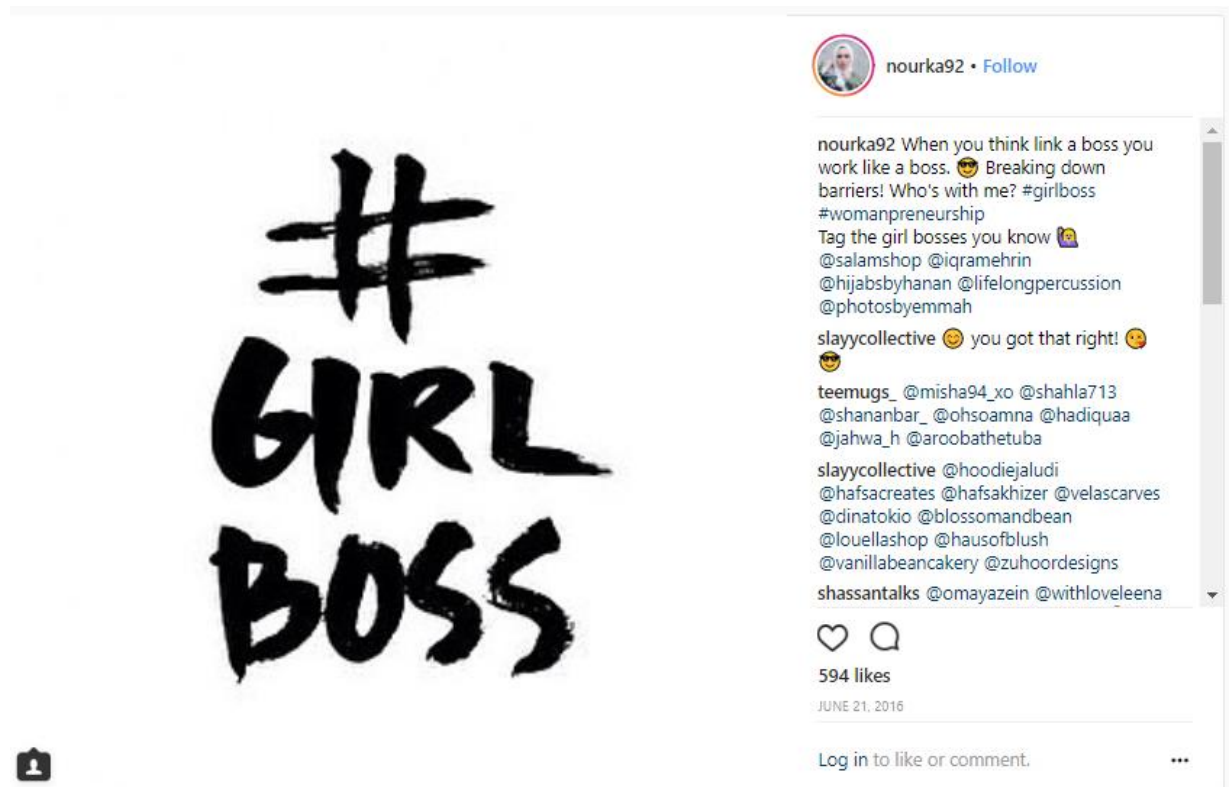 #
GIRL
BOSS
nourka92 • Follow
nourka92 When you think link a boss you
work like a boss. 😎 Breaking down
barriers! Who's with me? #girlboss
#womanpreneurship
Tag the girl bosses you know 🙋
@salamshop @iqramehrin
@hijabsbyhanan @lifelongpercussion
@photosbyemmah
slayycollective 😊 you got that right! 😘
😎
teemugs_ @misha94_xo @shahla713
@shananbar_ @ohsoamna @hadiquaa
@jahwa_h @aroobathetuba
slayycollective @hoodiejaludi
@hafsacreates @hafsakhizer @velascarves
@dinatokio @blossomandbean
@louellashop @hausofblush
@vanillabeancakery @zuhoordesigns
shassantalks @omayazein @withloveleena
594 likes
JUNE 21, 2016
Log in to like or comment.